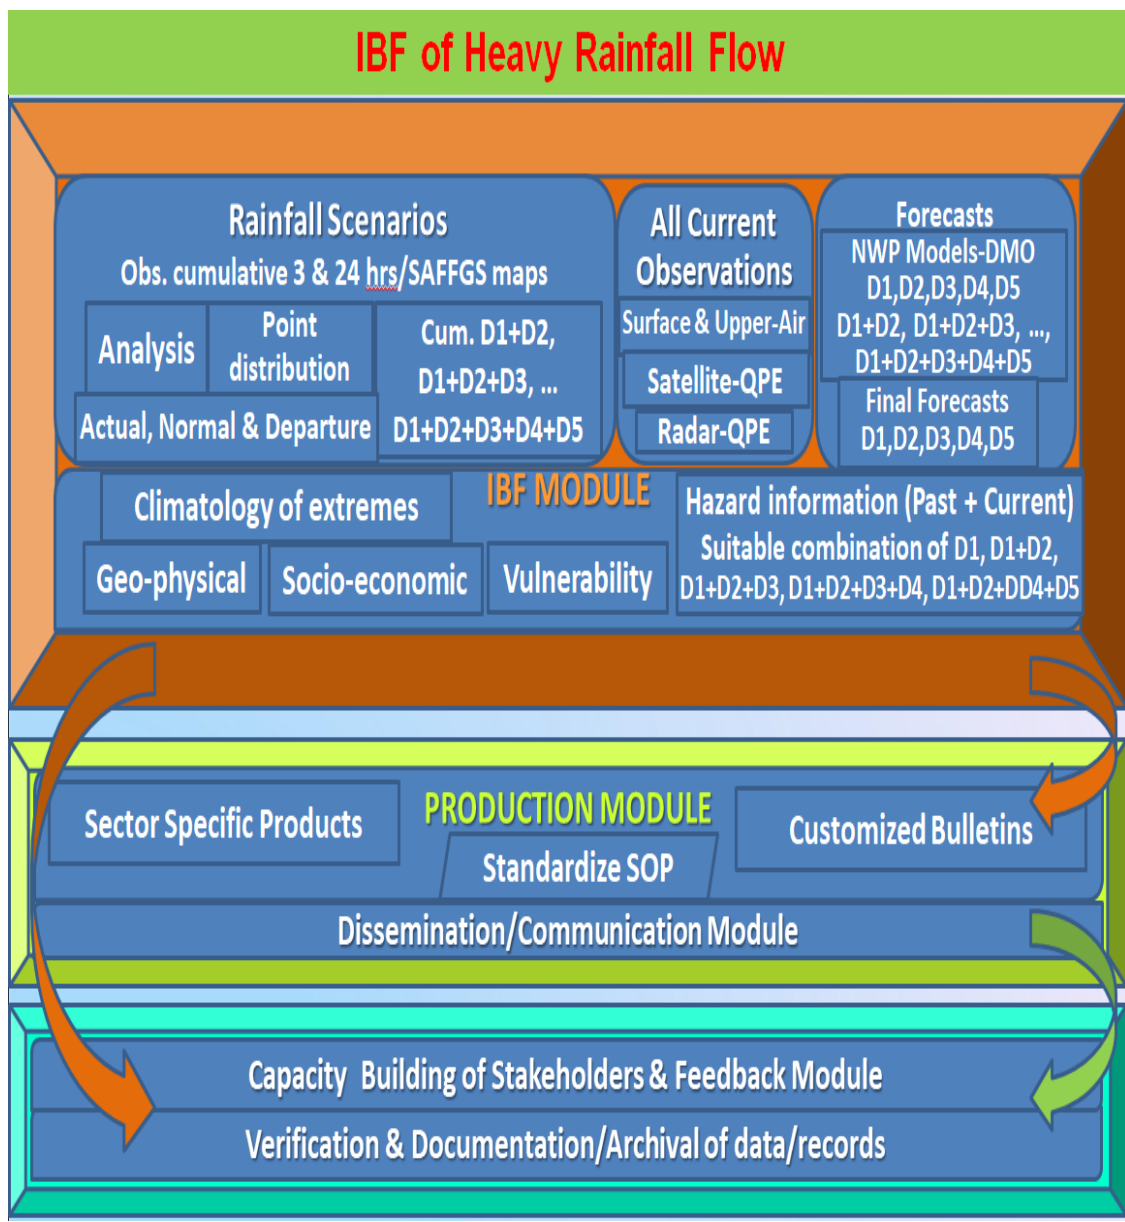 IBF of Heavy Rainfall Flow
Rainfall Scenarios
Obs. cumulative 3 & 24 hrs/SAFFGS maps
Analysis
Point
distribution
Actual, Normal & Departure
Cum. D1+D2,
D1+D2+D3, ...
D1+D2+D3+D4+D5
All Current
Observations
Surface & Upper-Air
Satellite-QPE
Radar-QPE
Forecasts
NWP Models-DMO
D1,D2,D3,D4,D5
D1+D2, D1+D2+D3, ...,
D1+D2+D3+D4+D5
Final Forecasts
D1,D2,D3,D4,D5
IBF MODULE
Climatology of extremes
Geo-physical
Socio-economic
Vulnerability
Hazard information (Past + Current)
Suitable combination of D1, D1+D2,
D1+D2+D3, D1+D2+D3+D4, D1+D2+DD4+D5
PRODUCTION MODULE
Sector Specific Products
Standardize SOP
Customized Bulletins
Dissemination/Communication Module
Capacity Building of Stakeholders & Feedback Module
Verification & Documentation/Archival of data/records